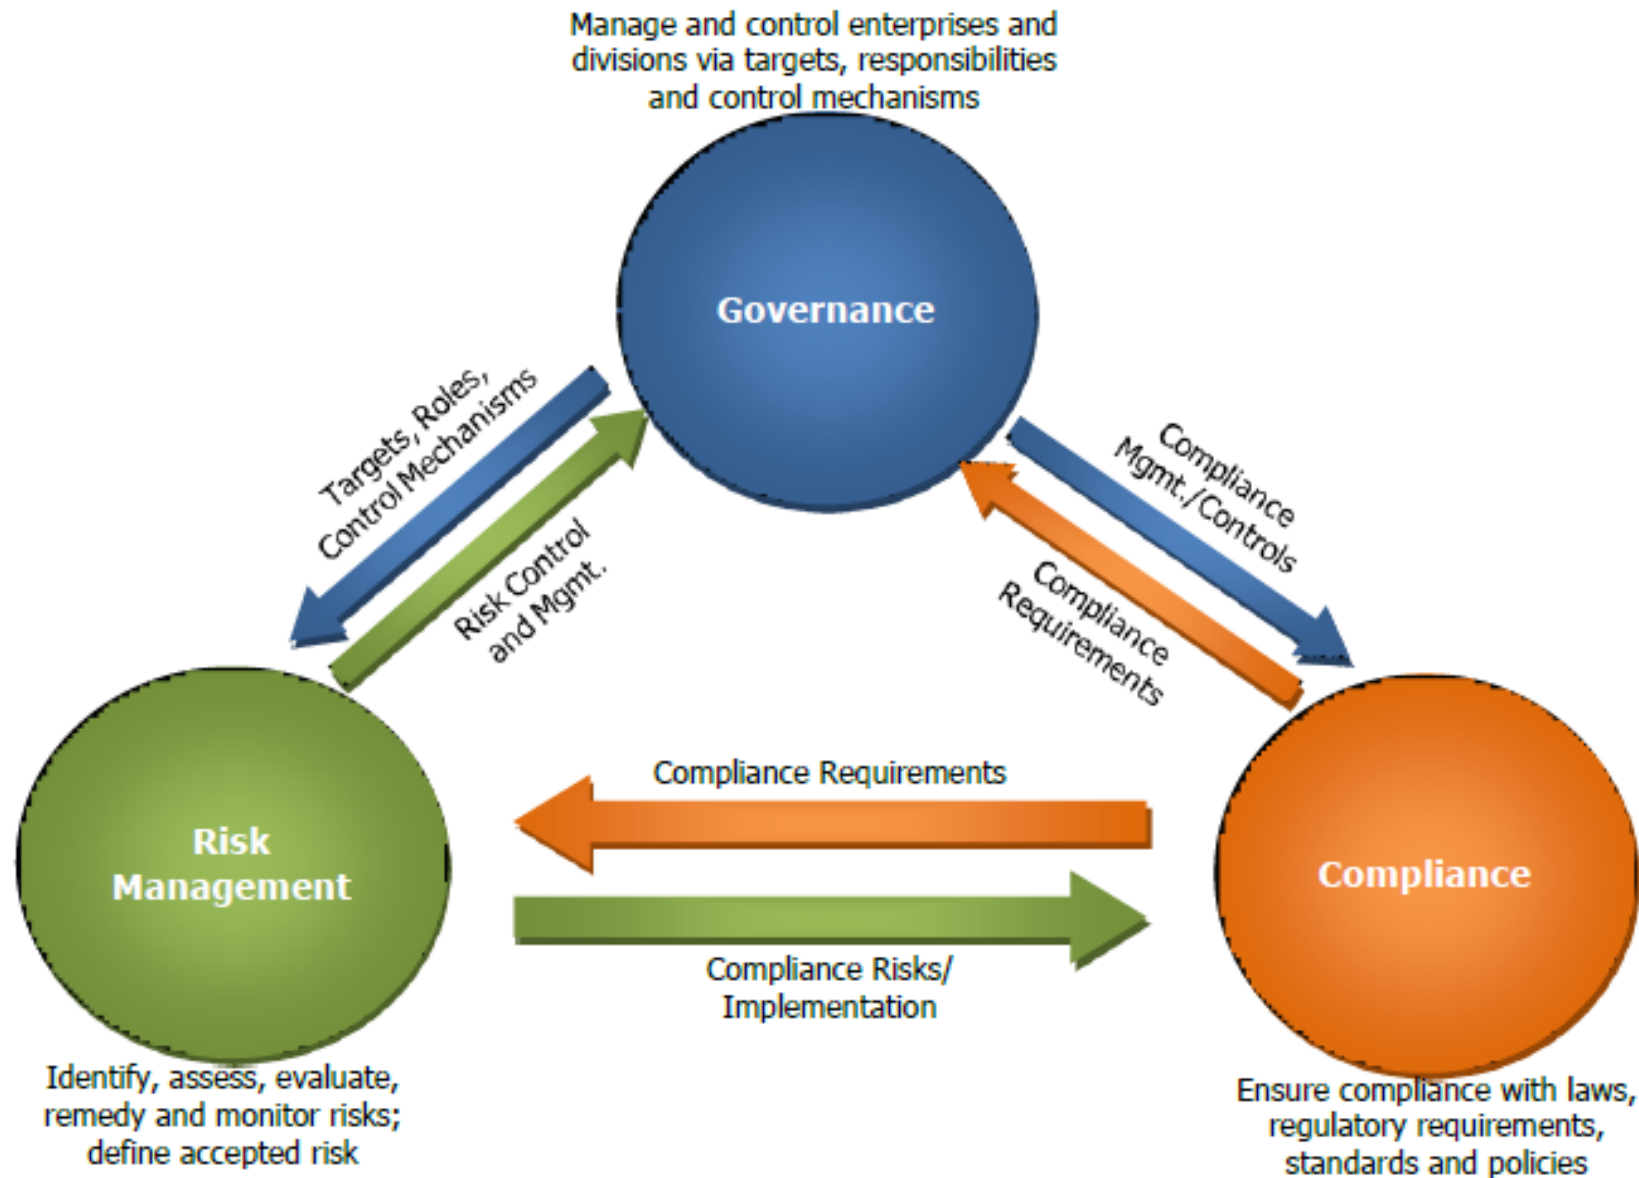 Manage and control enterprises and
divisions via targets, responsibilities
and control mechanisms
Governance
Targets, Roles,
Control Mechanisms
Risk Control
and Mgmt.
Compliance
Mgmt./Controls
Compliance
Requirements
Compliance Requirements
Risk
Management
Compliance
Compliance Risks/
Implementation
Identify, assess, evaluate,
remedy and monitor risks;
define accepted risk
Ensure compliance with laws,
regulatory requirements,
standards and policies